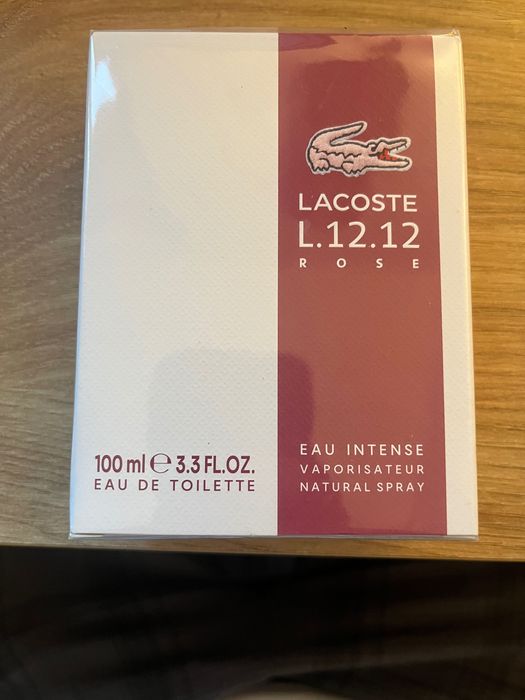 LACOSTE
L.12.12
ROSE
EAU INTENSE
VAPORISATEUR
NATURAL SPRAY
100 ml ℮ 3.3 FL.OZ.
EAU DE TOILETTE